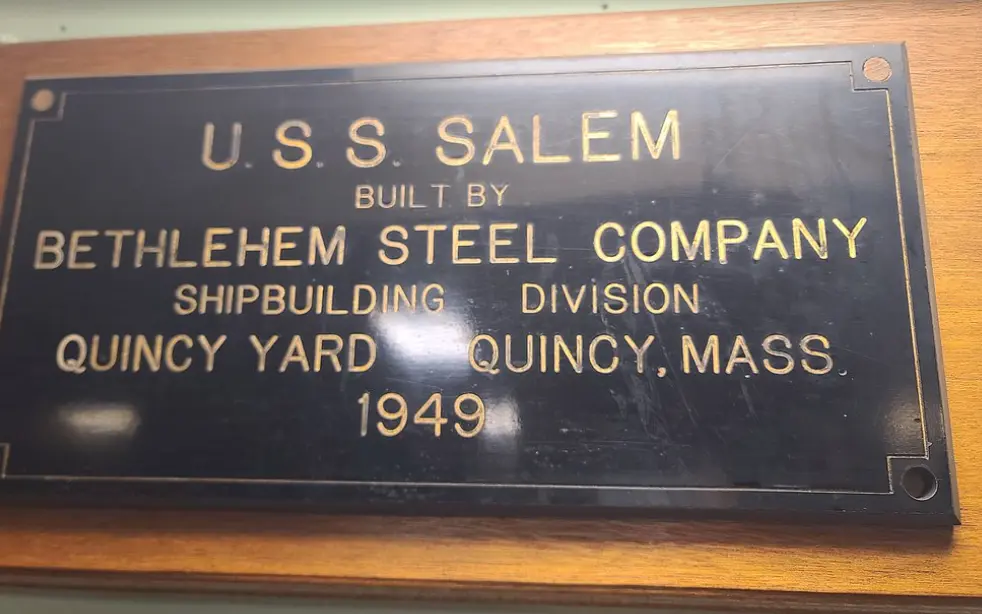 U.S.S. SALEM
BUILT BY
BETHLEHEM STEEL COMPANY
SHIPBUILDING DIVISION
QUINCY YARD QUINCY, MASS.
1949